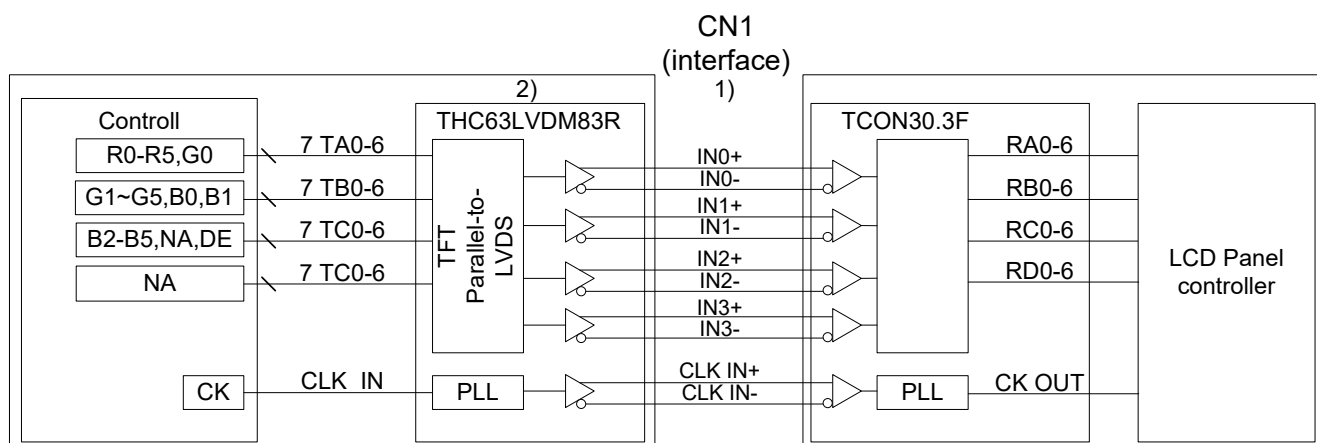 CN1
(interface)
2)
1)
Controll
THC63LVDM83R
TCON30.3F
R0-R5,G0
7 TA0-6
IN0+
IN0-
RA0-6
G1~G5,B0,B1
7 TB0-6
IN1+
IN1-
RB0-6
B2-B5,NA,DE
7 TC0-6
IN2+
IN2-
RC0-6
NA
7 TC0-6
IN3+
IN3-
RD0-6
TFT
Parallel-to-
LVDS
LCD Panel
controller
CK
CLK IN
PLL
CLK IN+
CLK IN-
PLL
CK OUT